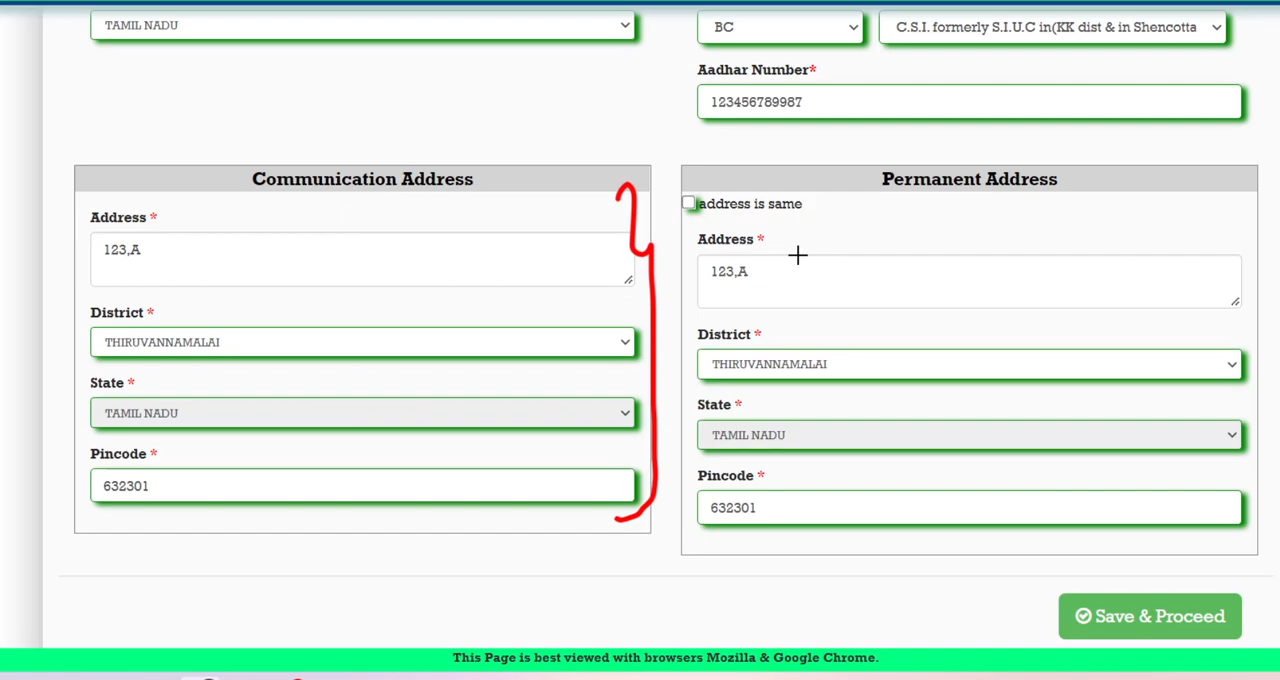 TAMIL NADU
BC
C.S.I. formerly S.I.U.C in(KK dist & in Shencotta
Aadhar Number*
123456789987
Communication Address
Address *
123,A
District *
THIRUVANNAMALAI
State *
TAMIL NADU
Pincode *
632301
Permanent Address
address is same
Address *
123,A
District *
THIRUVANNAMALAI
State *
TAMIL NADU
Pincode *
632301
Save & Proceed
This Page is best viewed with browsers Mozilla & Google Chrome.